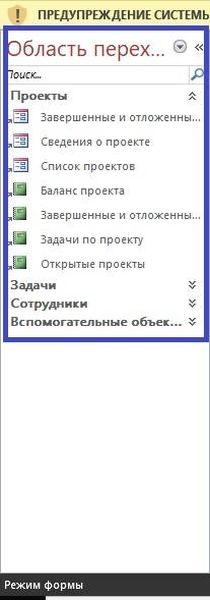 ПРЕДУПРЕЖДЕНИЕ СИСТЕМЫ
Область перех...
Поиск...
Проекты
Завершенные и отложенны...
Сведения о проекте
Список проектов
Баланс проекта
Завершенные и отложенны...
Задачи по проекту
Открытые проекты
Задачи
Сотрудники
Вспомогательные объек...
Режим формы